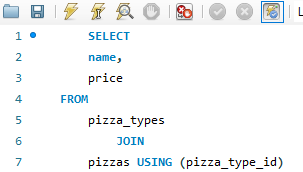 L
1 SELECT
2 name,
3 price
4 FROM
5 pizza_types
6 JOIN
7 pizzas USING (pizza_type_id)